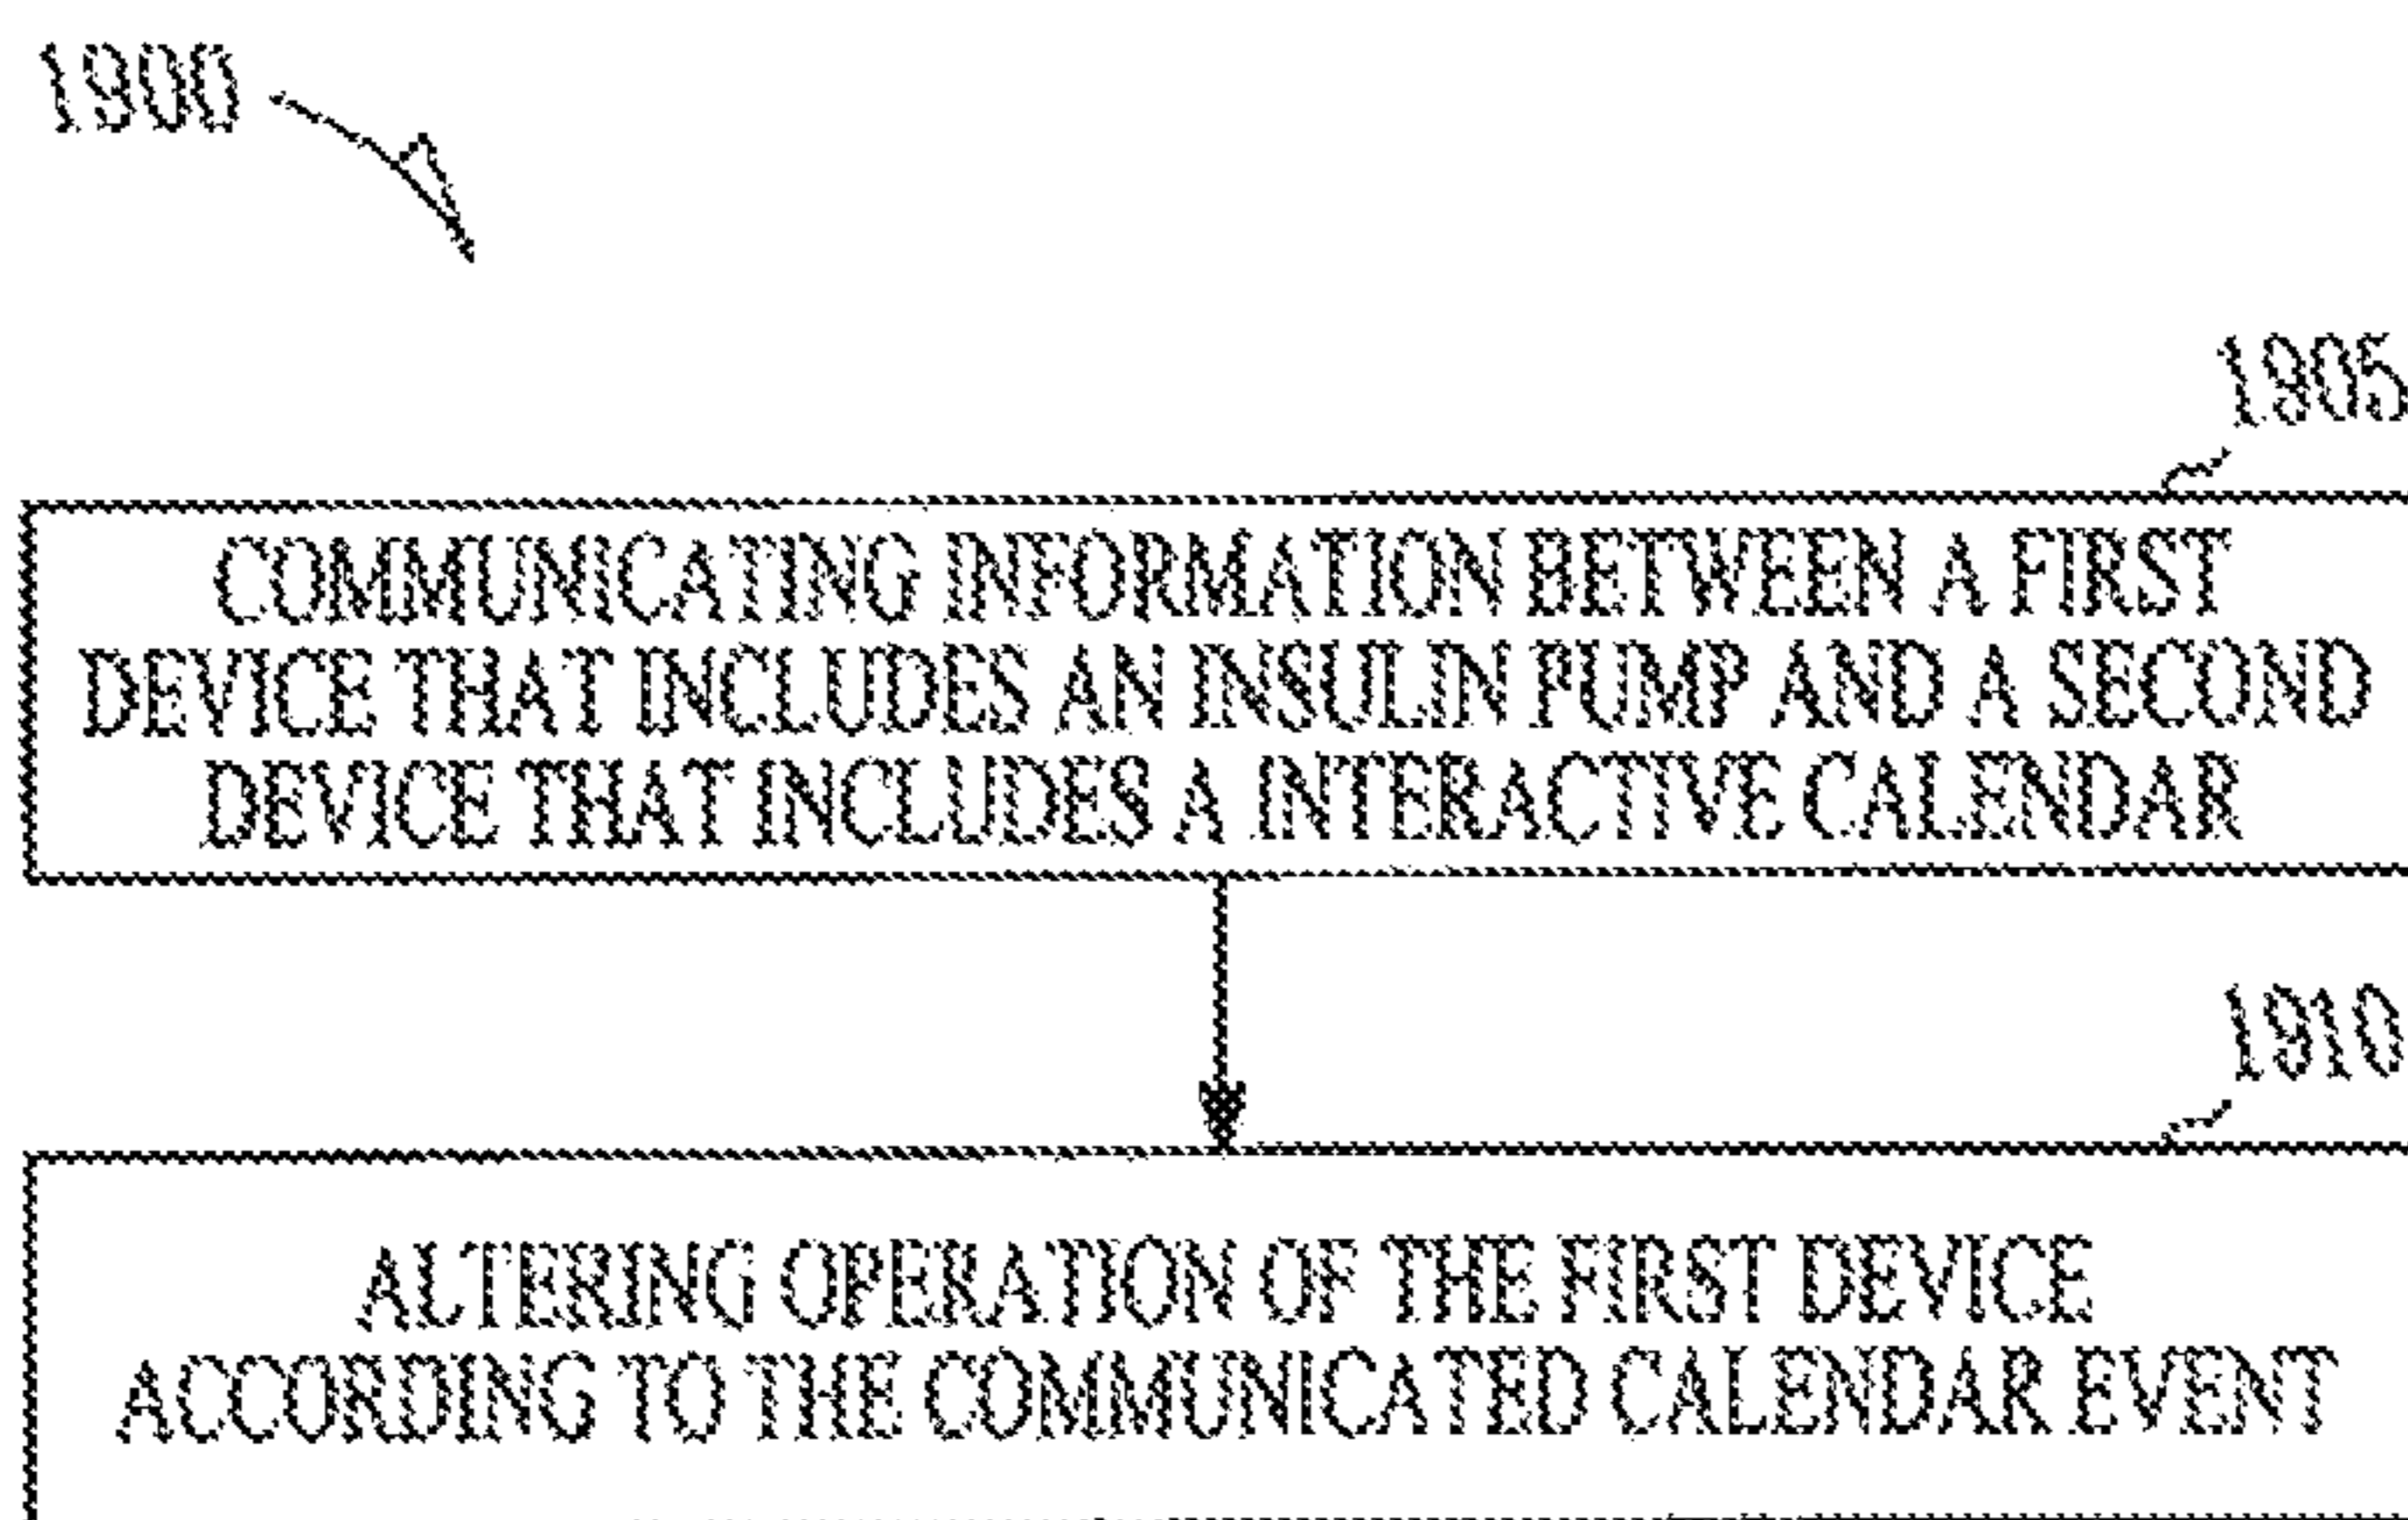 1900
1905
COMMUNICATING INFORMATION BETWEEN A FIRST
DEVICE THAT INCLUDES AN INSULIN PUMP AND A SECOND
DEVICE THAT INCLUDES A INTERACTIVE CALENDAR
1910
ALTERING OPERATION OF THE FIRST DEVICE
ACCORDING TO THE COMMUNICATED CALENDAR EVENT